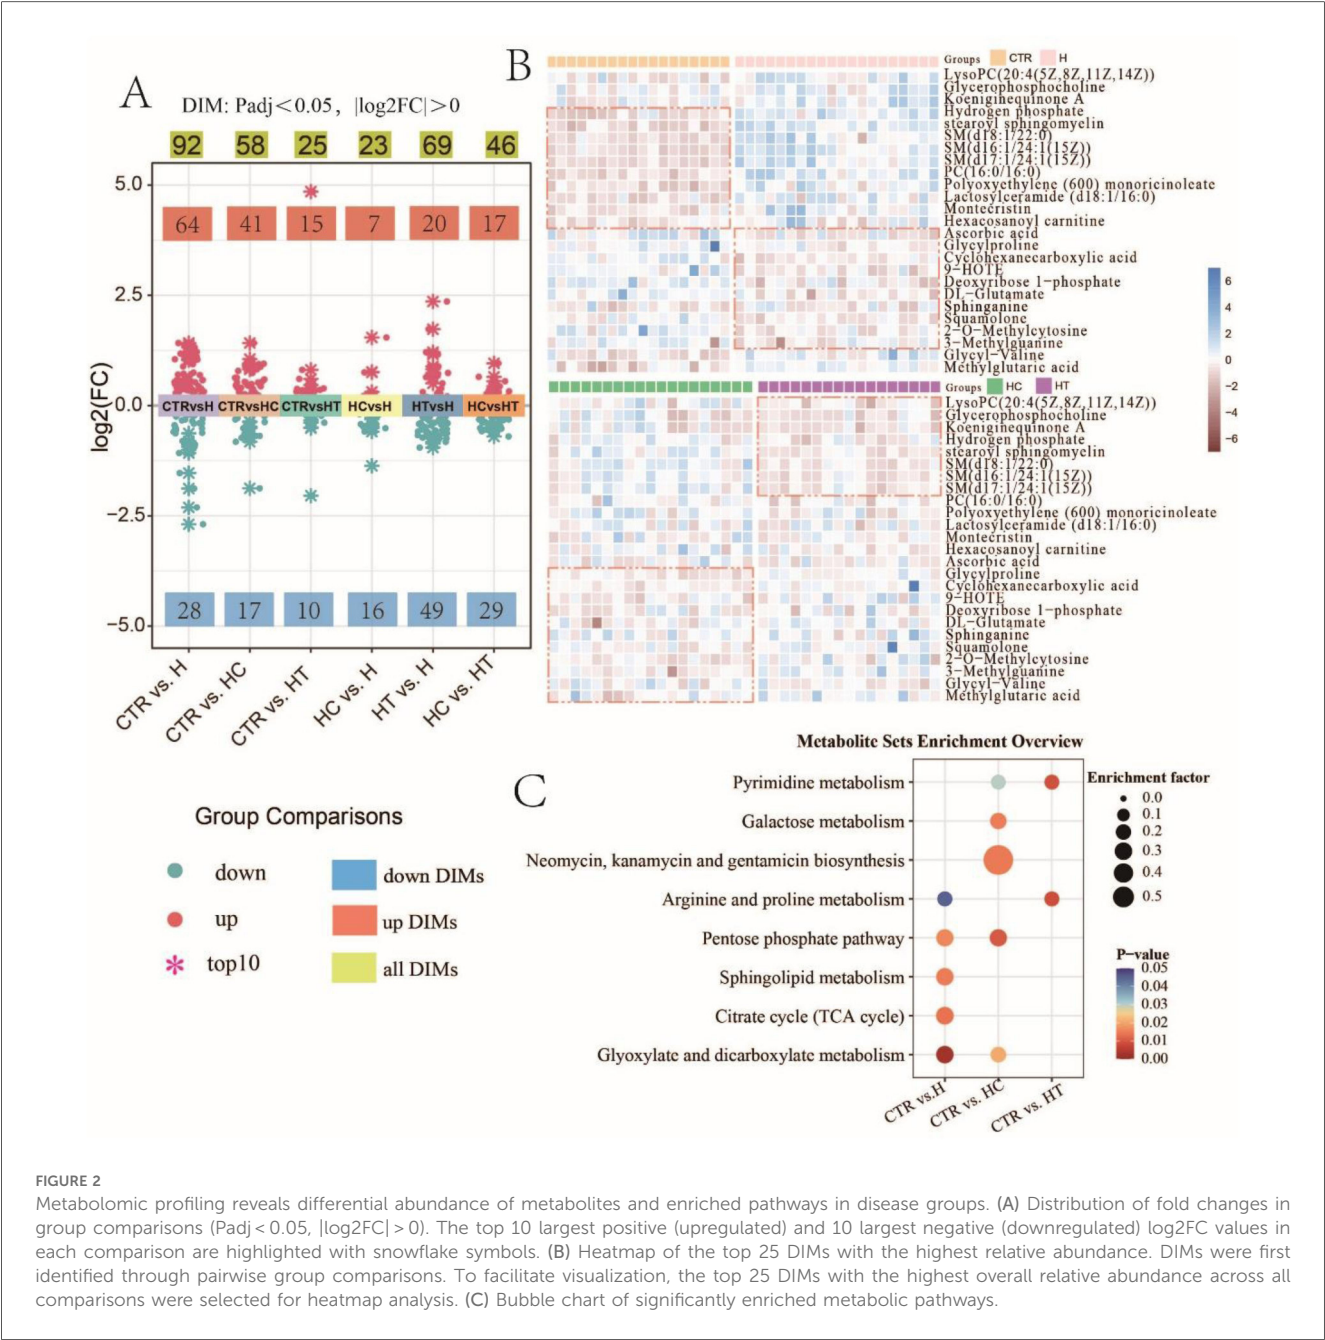 A
DIM: Padj<0.05, |log2FC|>0
92 58 25 23 69 46
64 41 15 7 20 17
CTRvsH CTRvsHC CTRvsHT HCvsH HTvsH HCvsHT
28 17 10 16 49 29
5.0
2.5
0.0
−2.5
−5.0
log2(FC)
CTR vs. H
CTR vs. HC
CTR vs. HT
HC vs. H
HT vs. H
HC vs. HT
Group Comparisons
down
up
top10
down DIMs
up DIMs
all DIMs
B
Groups CTR H
LysoPC(20:4(5Z,8Z,11Z,14Z))
Glycerophosphocholine
Koeniginequinone A
Hydrogen phosphate
stearoyl sphingomyelin
SM(d18:1/22:0)
SM(d16:1/24:1(15Z))
SM(d17:1/24:1(15Z))
PC(16:0/16:0)
Polyoxyethylene (600) monoricinoleate
Lactosylceramide (d18:1/16:0)
Montecristin
Hexacosanoyl carnitine
Ascorbic acid
Glycylproline
Cyclohexanecarboxylic acid
9−HOTE
Deoxyribose 1−phosphate
DL−Glutamate
Sphinganine
Squamolone
2−O−Methylcytosine
3−Methylguanine
Glycyl−Valine
Methylglutaric acid
Groups HC HT
LysoPC(20:4(5Z,8Z,11Z,14Z))
Glycerophosphocholine
Koeniginequinone A
Hydrogen phosphate
stearoyl sphingomyelin
SM(d18:1/22:0)
SM(d16:1/24:1(15Z))
SM(d17:1/24:1(15Z))
PC(16:0/16:0)
Polyoxyethylene (600) monoricinoleate
Lactosylceramide (d18:1/16:0)
Montecristin
Hexacosanoyl carnitine
Ascorbic acid
Glycylproline
Cyclohexanecarboxylic acid
9−HOTE
Deoxyribose 1−phosphate
DL−Glutamate
Sphinganine
Squamolone
2−O−Methylcytosine
3−Methylguanine
Glycyl−Valine
Methylglutaric acid
6
4
2
0
−2
−4
−6
C
Metabolite Sets Enrichment Overview
Pyrimidine metabolism
Galactose metabolism
Neomycin, kanamycin and gentamicin biosynthesis
Arginine and proline metabolism
Pentose phosphate pathway
Sphingolipid metabolism
Citrate cycle (TCA cycle)
Glyoxylate and dicarboxylate metabolism
CTR vs.H
CTR vs. HC
CTR vs. HT
Enrichment factor
0.0
0.1
0.2
0.3
0.4
0.5
P−value
0.05
0.04
0.03
0.02
0.01
0.00
FIGURE 2
Metabolomic profiling reveals differential abundance of metabolites and enriched pathways in disease groups. (A) Distribution of fold changes in
group comparisons (Padj < 0.05, |log2FC| > 0). The top 10 largest positive (upregulated) and 10 largest negative (downregulated) log2FC values in
each comparison are highlighted with snowflake symbols. (B) Heatmap of the top 25 DIMs with the highest relative abundance. DIMs were first
identified through pairwise group comparisons. To facilitate visualization, the top 25 DIMs with the highest overall relative abundance across all
comparisons were selected for heatmap analysis. (C) Bubble chart of significantly enriched metabolic pathways.